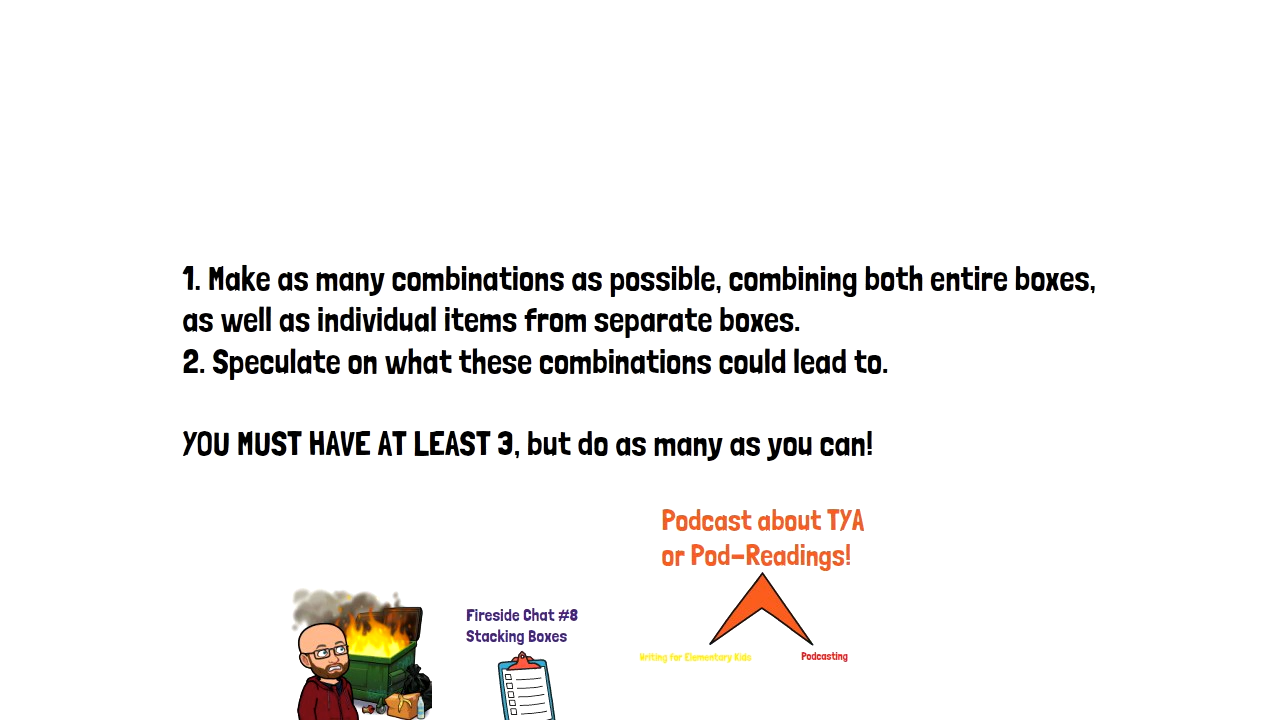 1. Make as many combinations as possible, combining both entire boxes,
as well as individual items from separate boxes.
2. Speculate on what these combinations could lead to.
YOU MUST HAVE AT LEAST 3, but do as many as you can!
Podcast about TYA
or Pod-Readings!
Fireside Chat #8
Stacking Boxes
Writing for Elementary Kids
Podcasting